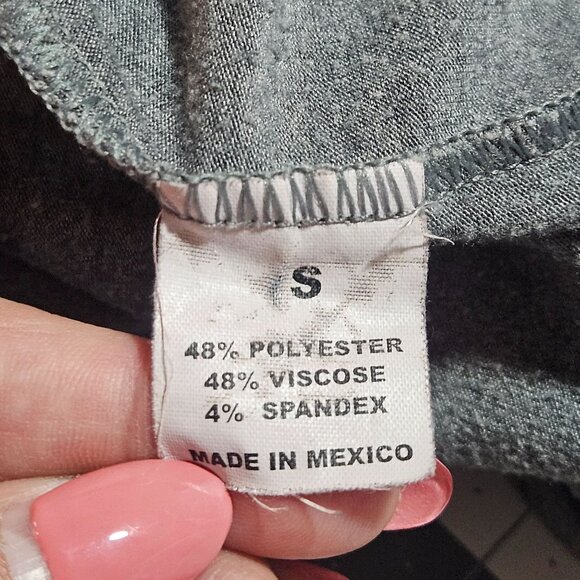 S
48% POLYESTER
48% VISCOSE
4% SPANDEX
MADE IN MEXICO